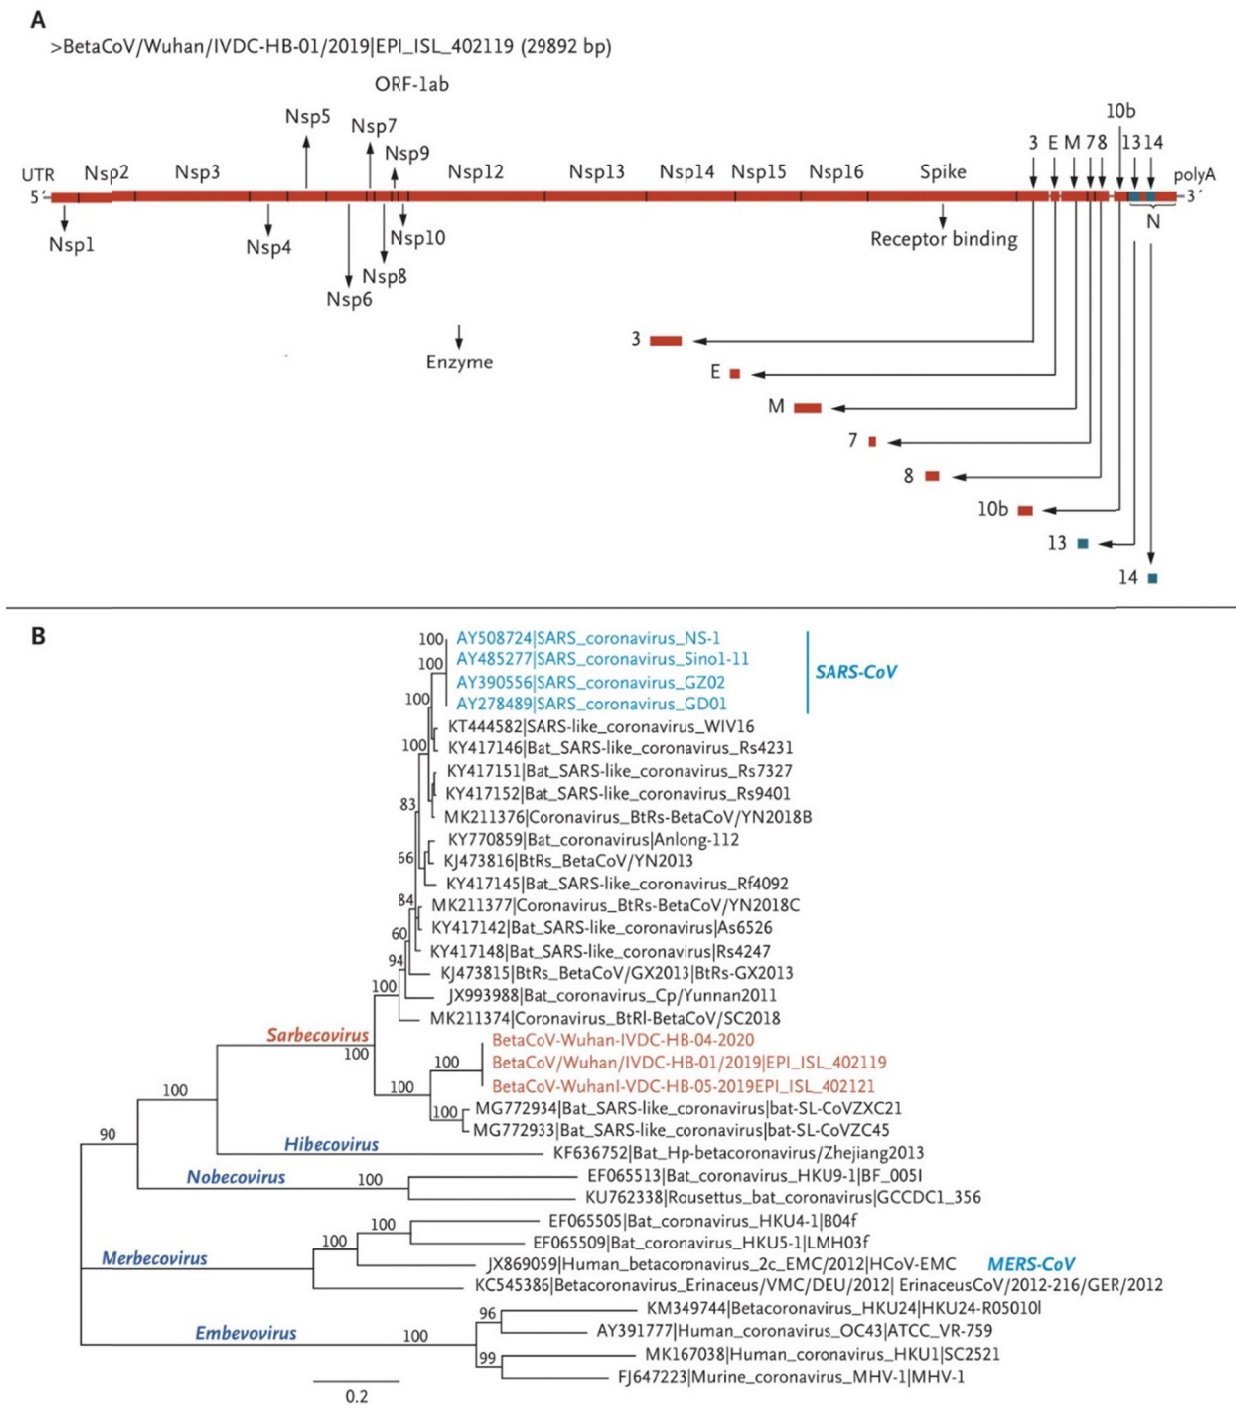 A
>BetaCoV/Wuhan/IVDC-HB-01/2019|EPI_ISL_402119 (29892 bp)
ORF-1ab
Nsp5
Nsp7
Nsp9
10b
3 E M 7 8 13 14
UTR Nsp2 Nsp3 Nsp12 Nsp13 Nsp14 Nsp15 Nsp16 Spike polyA
5´ 3´
Nsp1 Nsp4 Nsp10 Receptor binding N
Nsp8
Nsp6
3
Enzyme
E
M
7
8
10b
13
14
B
100 AY508724|SARS_coronavirus_NS-1
100 AY485277|SARS_coronavirus_Sino1-11
SARS-CoV
AY390556|SARS_coronavirus_GZ02
100 AY278489|SARS_coronavirus_GD01
KT444582|SARS-like_coronavirus_WIV16
100 KY417146|Bat_SARS-like_coronavirus_Rs4231
KY417151|Bat_SARS-like_coronavirus_Rs7327
KY417152|Bat_SARS-like_coronavirus_Rs9401
83 MK211376|Coronavirus_BtRs-BetaCoV/YN2018B
KY770859|Bat_coronavirus|Anlong-112
66 KJ473816|BtRs_BetaCoV/YN2013
KY417145|Bat_SARS-like_coronavirus_Rf4092
84 MK211377|Coronavirus_BtRs-BetaCoV/YN2018C
KY417142|Bat_SARS-like_coronavirus|As6526
60 KY417148|Bat_SARS-like_coronavirus|Rs4247
94 KJ473815|BtRs_BetaCoV/GX2013|BtRs-GX2013
100 JX993988|Bat_coronavirus_Cp/Yunnan2011
MK211374|Coronavirus_BtRl-BetaCoV/SC2018
Sarbecovirus
BetaCoV-Wuhan-IVDC-HB-04-2020
100
100 BetaCoV/Wuhan/IVDC-HB-01/2019|EPI_ISL_402119
100 100 BetaCoV-WuhanI-VDC-HB-05-2019EPI_ISL_402121
100 MG772934|Bat_SARS-like_coronavirus|bat-SL-CoVZXC21
90 MG772933|Bat_SARS-like_coronavirus|bat-SL-CoVZC45
Hibecovirus KF636752|Bat_Hp-betacoronavirus/Zhejiang2013
Nobecovirus 100 EF065513|Bat_coronavirus_HKU9-1|BF_005I
KU762338|Rousettus_bat_coronavirus|GCCDC1_356
100 EF065505|Bat_coronavirus_HKU4-1|B04f
100 EF065509|Bat_coronavirus_HKU5-1|LMH03f
Merbecovirus JX869059|Human_betacoronavirus_2c_EMC/2012|HCoV-EMC MERS-CoV
KC545386|Betacoronavirus_Erinaceus/VMC/DEU/2012| ErinaceusCoV/2012-216/GER/2012
96 KM349744|Betacoronavirus_HKU24|HKU24-R05010I
Embevovirus 100 AY391777|Human_coronavirus_OC43|ATCC_VR-759
99 MK167038|Human_coronavirus_HKU1|SC2521
FJ647223|Murine_coronavirus_MHV-1|MHV-1
0.2